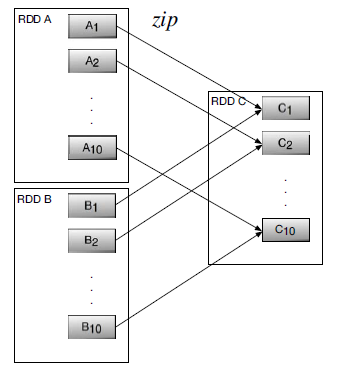 RDD A
zip
A1
A2
.
.
.
A10
RDD B
B1
B2
.
.
.
B10
RDD C
C1
C2
.
.
.
C10